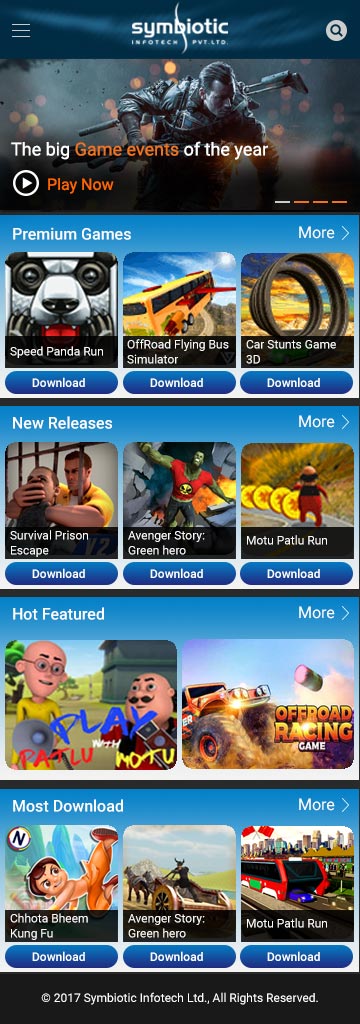 symbiotic
INFOTECH PVT.LTD.
The big Game events of the year
Play Now
Premium Games
More
Speed Panda Run
OffRoad Flying Bus
Simulator
Car Stunts Game
3D
Download
Download
Download
New Releases
More
Survival Prison
Escape
Avenger Story:
Green hero
Motu Patlu Run
Download
Download
Download
Hot Featured
More
PLAY
WITH
PATLU
MOTU
OFFROAD
RACING
GAME
Most Download
More
N
Chhota Bheem
Kung Fu
Avenger Story:
Green hero
Motu Patlu Run
Download
Download
Download
© 2017 Symbiotic Infotech Ltd., All Rights Reserved.